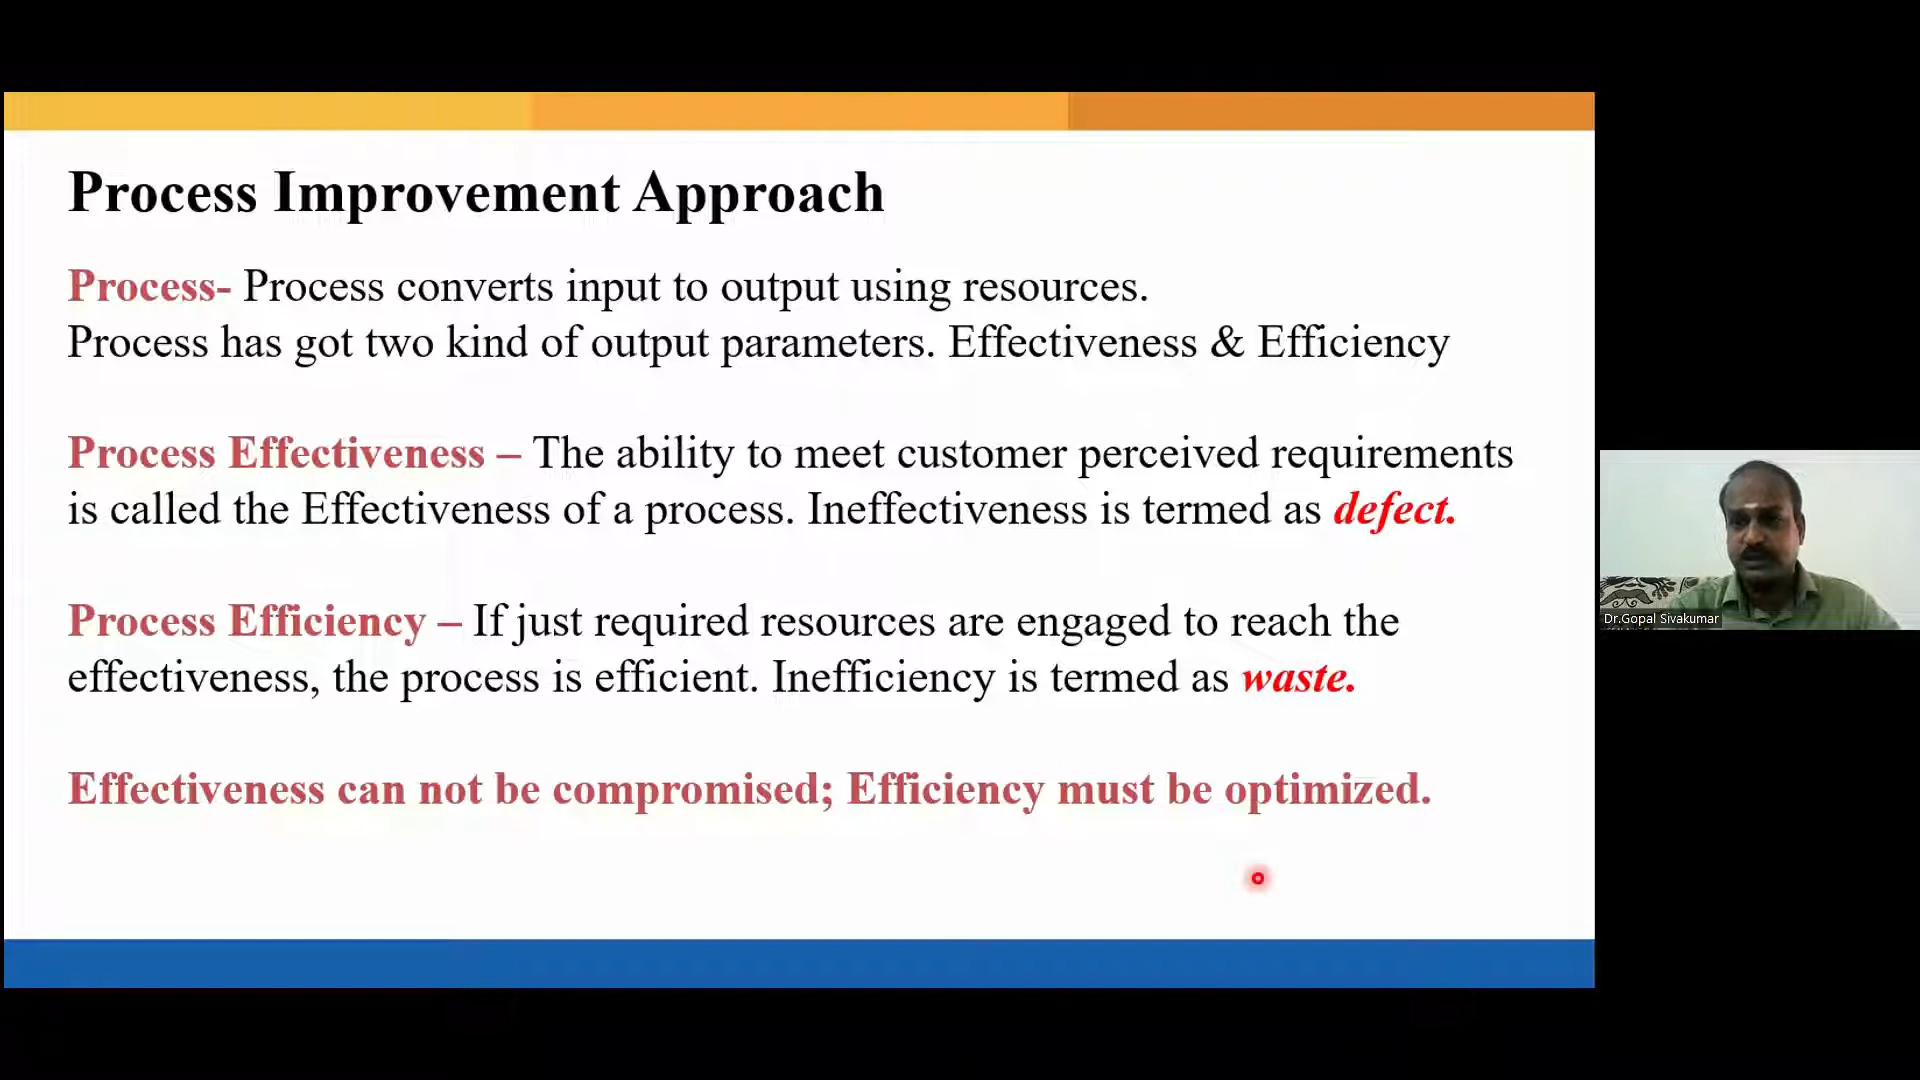 Process Improvement Approach
Process- Process converts input to output using resources.
Process has got two kind of output parameters. Effectiveness & Efficiency
Process Effectiveness – The ability to meet customer perceived requirements
is called the Effectiveness of a process. Ineffectiveness is termed as defect.
Process Efficiency – If just required resources are engaged to reach the
effectiveness, the process is efficient. Inefficiency is termed as waste.
Effectiveness can not be compromised; Efficiency must be optimized.
Dr.Gopal Sivakumar